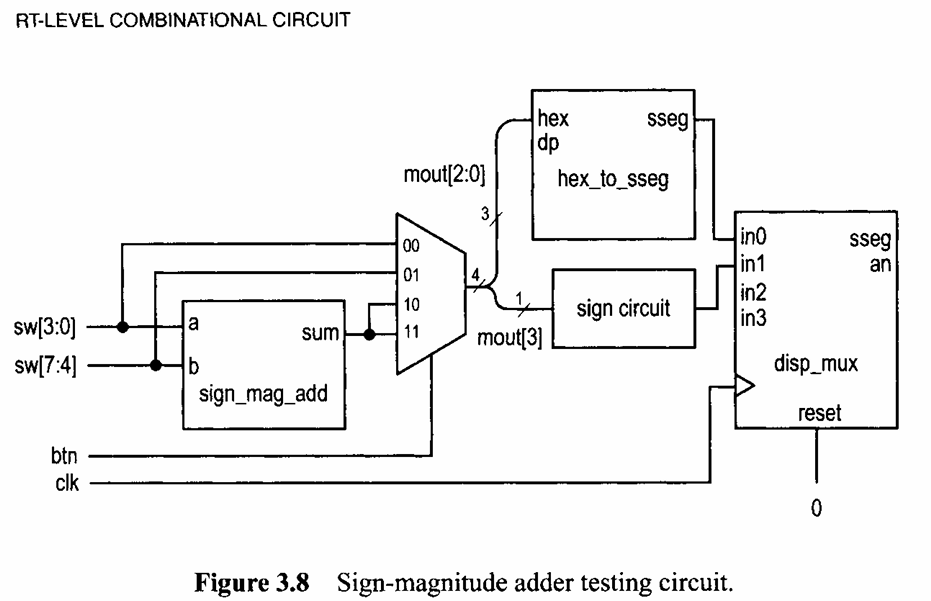 RT-LEVEL COMBINATIONAL CIRCUIT
hex sseg
dp
hex_to_sseg
mout[2:0]
3
00
01
10
11
4
1
mout[3]
sign circuit
in0 sseg
in1 an
in2
in3
disp_mux
reset
0
sw[3:0]
sw[7:4]
a
sum
b
sign_mag_add
btn
clk
Figure 3.8 Sign-magnitude adder testing circuit.